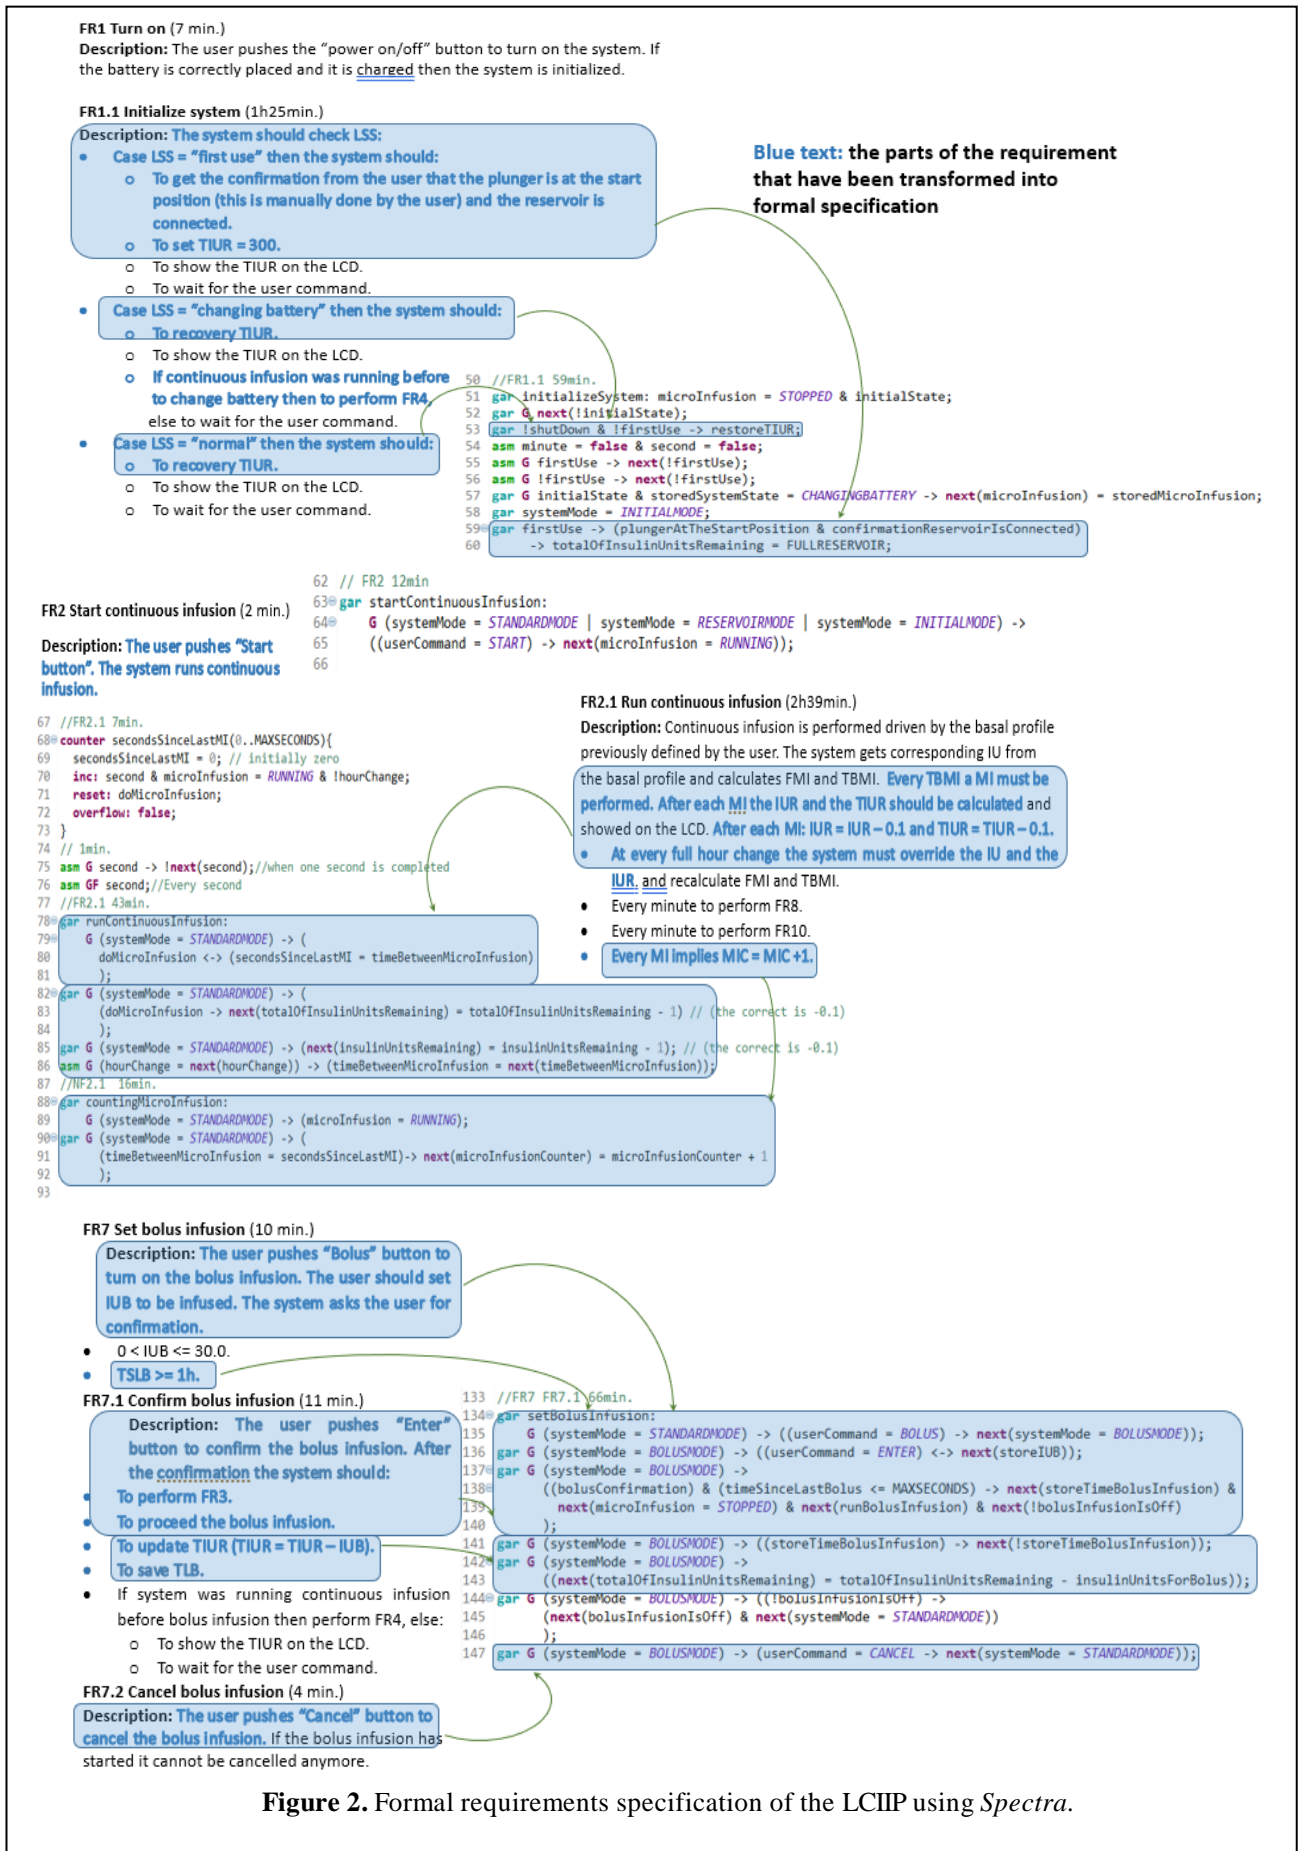 FR1 Turn on (7 min.)
Description: The user pushes the “power on/off” button to turn on the system. If
the battery is correctly placed and it is charged then the system is initialized.
FR1.1 Initialize system (1h25min.)
Description: The system should check LSS:
• Case LSS = “first use” then the system should:
o To get the confirmation from the user that the plunger is at the start
position (this is manually done by the user) and the reservoir is
connected.
o To set TIUR = 300.
o To show the TIUR on the LCD.
o To wait for the user command.
• Case LSS = “changing battery” then the system should:
o To recovery TIUR.
o To show the TIUR on the LCD.
o If continuous infusion was running before
to change battery then to perform FR4,
else to wait for the user command.
• Case LSS = “normal” then the system should:
o To recovery TIUR.
o To show the TIUR on the LCD.
o To wait for the user command.
Blue text: the parts of the requirement
that have been transformed into
formal specification
50 //FR1.1 59min.
51 gar initializeSystem: microInfusion = STOPPED & initialState;
52 gar G next(!initialState);
53 gar !shutDown & !firstUse -> restoreTIUR;
54 asm minute = false & second = false;
55 asm G firstUse -> next(!firstUse);
56 asm G !firstUse -> next(!firstUse);
57 gar G initialState & storedSystemState = CHANGINGBATTERY -> next(microInfusion) = storedMicroInfusion;
58 gar systemMode = INITIALMODE;
59 gar firstUse -> (plungerAtTheStartPosition & confirmationReservoirIsConnected)
60 -> totalOfInsulinUnitsRemaining = FULLRESERVOIR;
62 // FR2 12min
63 gar startContinuousInfusion:
64 G (systemMode = STANDARDMODE | systemMode = RESERVOIRMODE | systemMode = INITIALMODE) ->
65 ((userCommand = START) -> next(microInfusion = RUNNING));
66
FR2 Start continuous infusion (2 min.)
Description: The user pushes “Start
button”. The system runs continuous
infusion.
67 //FR2.1 7min.
68 counter secondsSinceLastMI(0..MAXSECONDS){
69 secondsSinceLastMI = 0; // initially zero
70 inc: second & microInfusion = RUNNING & !hourChange;
71 reset: doMicroInfusion;
72 overflow: false;
73 }
74 // 1min.
75 asm G second -> !next(second);//when one second is completed
76 asm GF second;//Every second
77 //FR2.1 43min.
78 gar runContinuousInfusion:
79 G (systemMode = STANDARDMODE) -> (
80 doMicroInfusion <-> (secondsSinceLastMI = timeBetweenMicroInfusion)
81 );
82 gar G (systemMode = STANDARDMODE) -> (
83 (doMicroInfusion -> next(totalOfInsulinUnitsRemaining) = totalOfInsulinUnitsRemaining - 1) // (the correct is -0.1)
84 );
85 gar G (systemMode = STANDARDMODE) -> (next(insulinUnitsRemaining) = insulinUnitsRemaining - 1); // (the correct is -0.1)
86 asm G (hourChange = next(hourChange)) -> (timeBetweenMicroInfusion = next(timeBetweenMicroInfusion));
87 //NF2.1 16min.
88 gar countingMicroInfusion:
89 G (systemMode = STANDARDMODE) -> (microInfusion = RUNNING);
90 gar G (systemMode = STANDARDMODE) -> (
91 (timeBetweenMicroInfusion = secondsSinceLastMI)-> next(microInfusionCounter) = microInfusionCounter + 1
92 );
93
FR2.1 Run continuous infusion (2h39min.)
Description: Continuous infusion is performed driven by the basal profile
previously defined by the user. The system gets corresponding IU from
the basal profile and calculates FMI and TBMI. Every TBMI a MI must be
performed. After each MI the IUR and the TIUR should be calculated and
showed on the LCD. After each MI: IUR = IUR – 0.1 and TIUR = TIUR – 0.1.
• At every full hour change the system must override the IU and the
IUR. and recalculate FMI and TBMI.
• Every minute to perform FR8.
• Every minute to perform FR10.
• Every MI implies MIC = MIC +1.
FR7 Set bolus infusion (10 min.)
Description: The user pushes “Bolus” button to
turn on the bolus infusion. The user should set
IUB to be infused. The system asks the user for
confirmation.
• 0 < IUB <= 30.0.
• TSLB >= 1h.
FR7.1 Confirm bolus infusion (11 min.)
Description: The user pushes “Enter”
button to confirm the bolus infusion. After
the confirmation the system should:
• To perform FR3.
• To proceed the bolus infusion.
• To update TIUR (TIUR = TIUR – IUB).
• To save TLB.
• If system was running continuous infusion
before bolus infusion then perform FR4, else:
o To show the TIUR on the LCD.
o To wait for the user command.
FR7.2 Cancel bolus infusion (4 min.)
Description: The user pushes “Cancel” button to
cancel the bolus infusion. If the bolus infusion has
started it cannot be cancelled anymore.
133 //FR7 FR7.1 66min.
134 gar setBolusInfusion:
135 G (systemMode = STANDARDMODE) -> ((userCommand = BOLUS) -> next(systemMode = BOLUSMODE));
136 gar G (systemMode = BOLUSMODE) -> ((userCommand = ENTER) <-> next(storeIUB));
137 gar G (systemMode = BOLUSMODE) ->
138 ((bolusConfirmation) & (timeSinceLastBolus <= MAXSECONDS) -> next(storeTimeBolusInfusion) &
139 next(microInfusion = STOPPED) & next(runBolusInfusion) & next(!bolusInfusionIsOff)
140 );
141 gar G (systemMode = BOLUSMODE) -> ((storeTimeBolusInfusion) -> next(!storeTimeBolusInfusion));
142 gar G (systemMode = BOLUSMODE) ->
143 ((next(totalOfInsulinUnitsRemaining) = totalOfInsulinUnitsRemaining - insulinUnitsForBolus));
144 gar G (systemMode = BOLUSMODE) -> ((!bolusInfusionIsOff) ->
145 (next(bolusInfusionIsOff) & next(systemMode = STANDARDMODE))
146 );
147 gar G (systemMode = BOLUSMODE) -> (userCommand = CANCEL -> next(systemMode = STANDARDMODE));
Figure 2. Formal requirements specification of the LCIIP using Spectra.